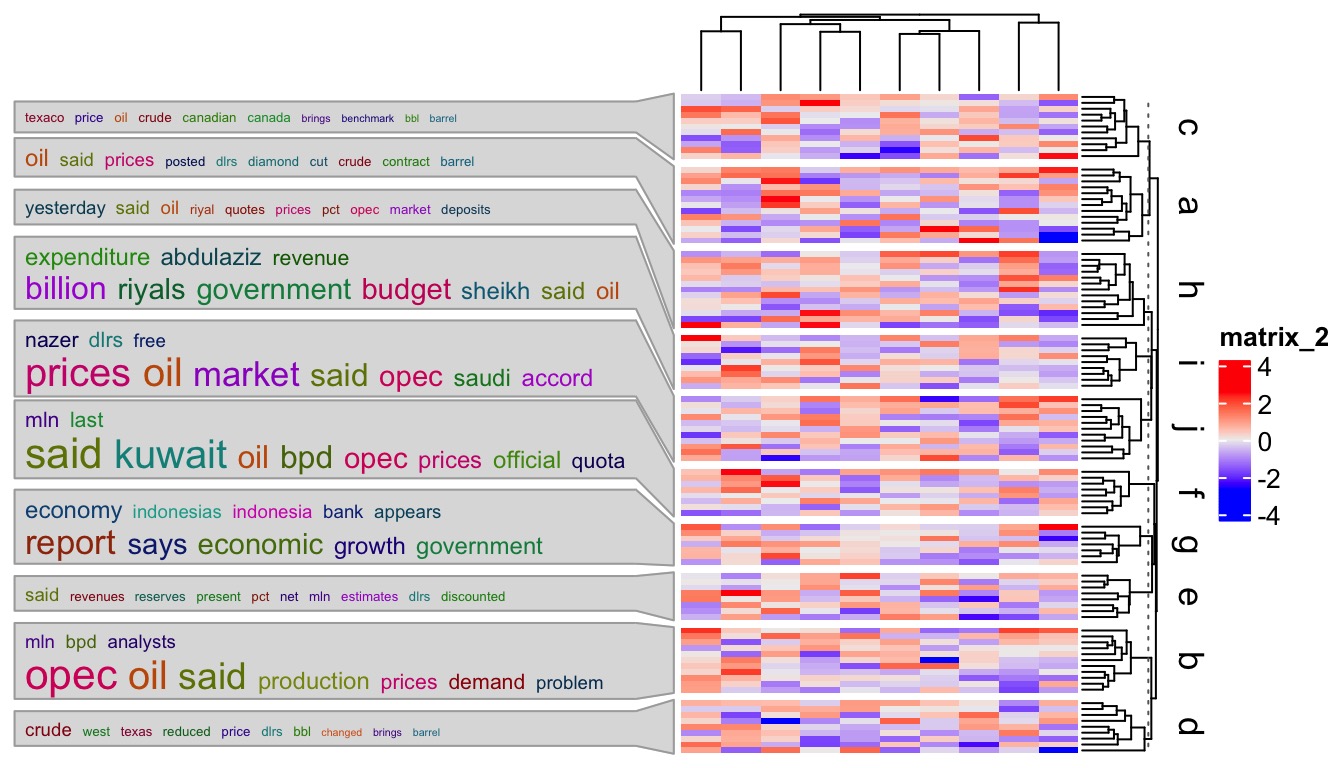 texaco price oil crude canadian canada brings benchmark bbl barrel
oil said prices posted dlrs diamond cut crude contract barrel
yesterday said oil riyal quotes prices pct opec market deposits
expenditure abdulaziz revenue
billion riyals government budget sheikh said oil
nazer dlrs free
prices oil market said opec saudi accord
mln last
said kuwait oil bpd opec prices official quota
economy indonesias indonesia bank appears
report says economic growth government
said revenues reserves present pct net mln estimates dlrs discounted
mln bpd analysts
opec oil said production prices demand problem
crude west texas reduced price dlrs bbl changed brings barrel
c
a
h
i
j
f
g
e
b
d
matrix_2
4
2
0
-2
-4